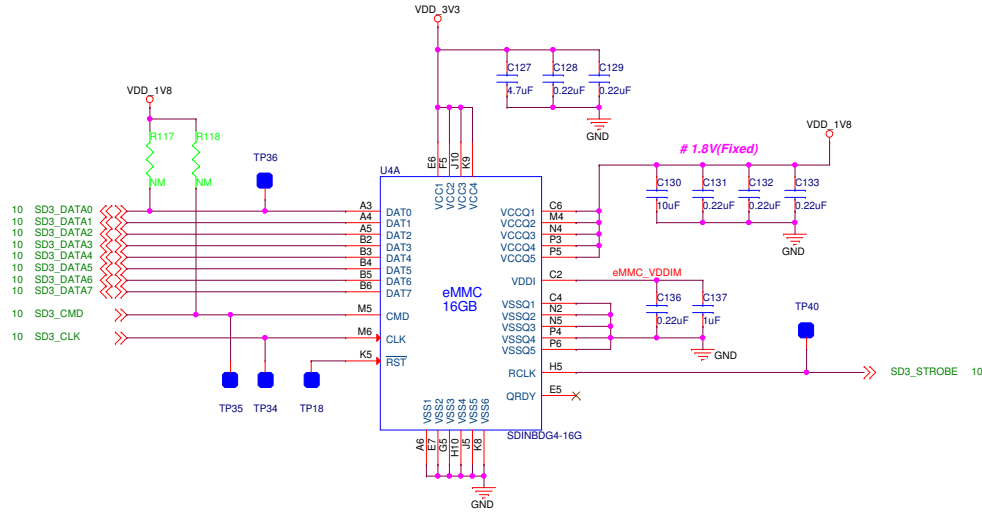 VDD_3V3
C127
4.7uF
C128
0.22uF
C129
0.22uF
GND
VDD_1V8
R117
NM
R118
NM
TP36
VDD_1V8
# 1.8V(Fixed)
C130
10uF
C131
0.22uF
C132
0.22uF
C133
0.22uF
GND
U4A
E6
F5
J10
K9
VCC1
VCC2
VCC3
VCC4
10 SD3_DATA0 A3 DAT0
10 SD3_DATA1 A4 DAT1
10 SD3_DATA2 A5 DAT2
10 SD3_DATA3 B2 DAT3
10 SD3_DATA4 B3 DAT4
10 SD3_DATA5 B4 DAT5
10 SD3_DATA6 B5 DAT6
10 SD3_DATA7 B6 DAT7
10 SD3_CMD M5 CMD
10 SD3_CLK M6 CLK
K5 RST
TP35
TP34
TP18
eMMC
16GB
VCCQ1 C6
VCCQ2 M4
VCCQ3 N4
VCCQ4 P3
VCCQ5 P5
VDDI C2 eMMC_VDDIM
C136
0.22uF
C137
1uF
GND
VSSQ1 C4
VSSQ2 N2
VSSQ3 N5
VSSQ4 P4
VSSQ5 P6
TP40
RCLK H5 SD3_STROBE 10
QRDY E5
VSS1
VSS2
VSS3
VSS4
VSS5
VSS6
A6
E7
G5
H10
J5
K8
SDINBDG4-16G
GND